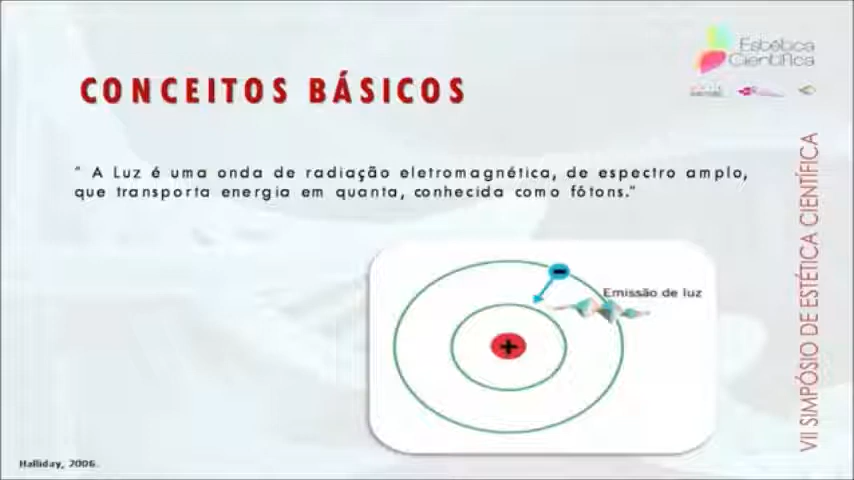 Estética
Científica
CONCEITOS BÁSICOS
" A Luz é uma onda de radiação eletromagnética, de espectro amplo,
que transporta energia em quanta, conhecida como fótons."
Emissão de luz
VII SIMPÓSIO DE ESTÉTICA CIENTÍFICA
Halliday, 2006.